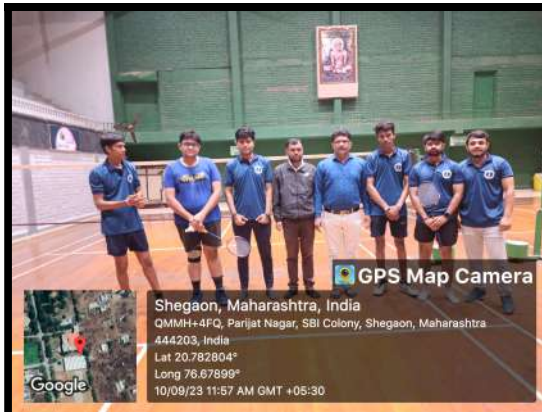 GPS Map Camera
Shegaon, Maharashtra, India
QMMH+4FQ, Parijat Nagar, SBI Colony, Shegaon, Maharashtra
444203, India
Lat 20.782804°
Long 76.67899°
10/09/23 11:57 AM GMT +05:30
Google